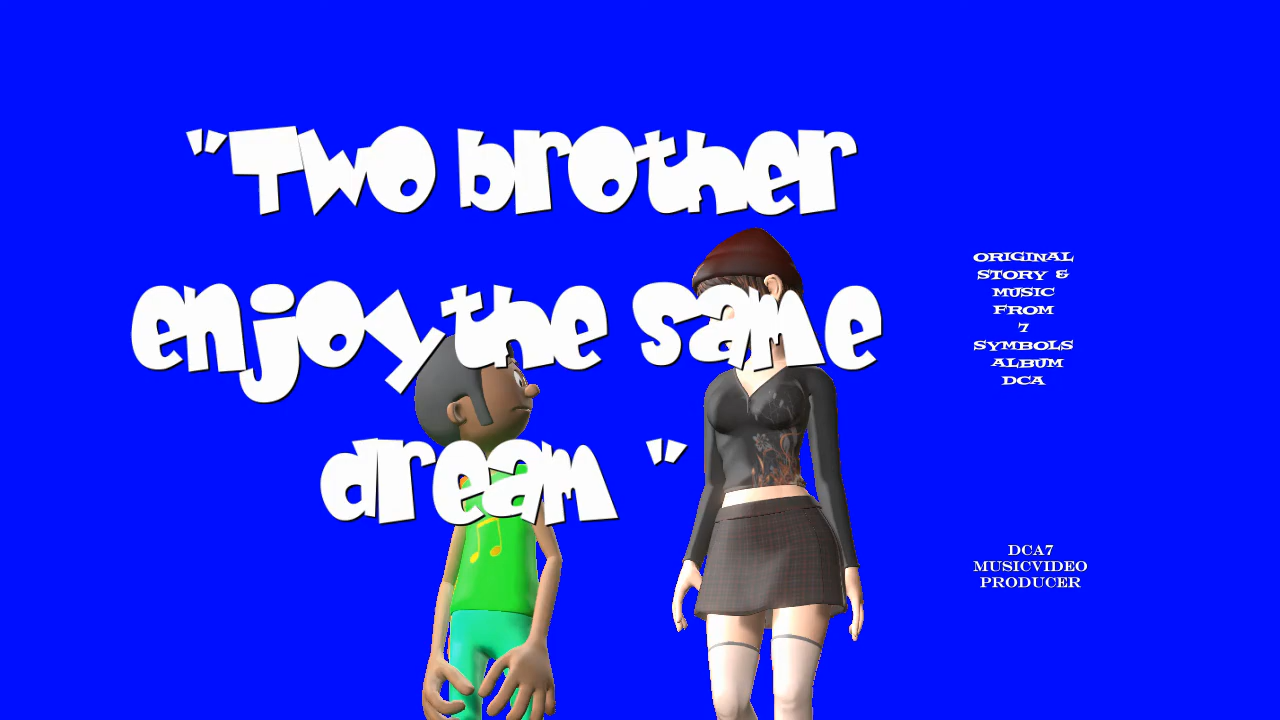 "Two brother
enjoy the same
dream "
ORIGINAL
STORY &
MUSIC
FROM
7
SYMBOLS
ALBUM
DCA
DCA7
MUSICVIDEO
PRODUCER